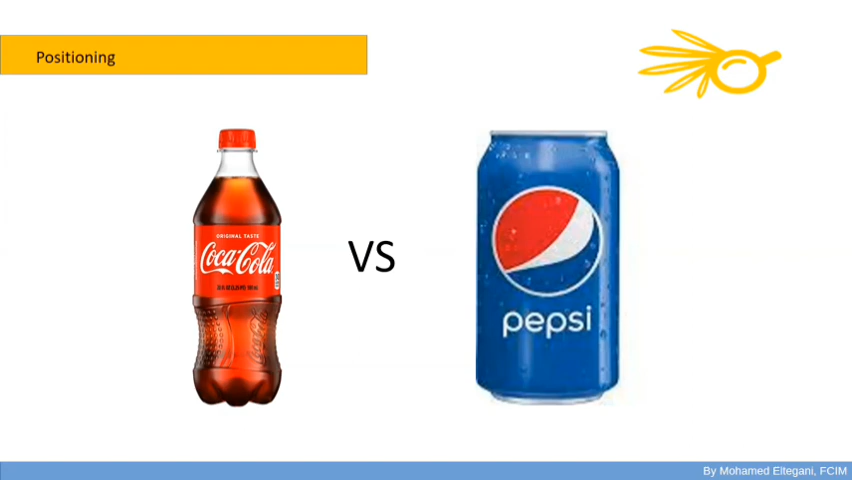 Positioning
ORIGINAL TASTE
Coca-Cola
VS
pepsi
By Mohamed Eltegani, FCIM